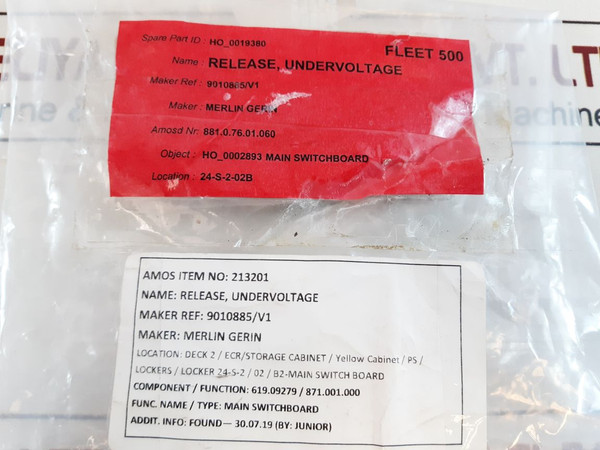 Spare Part ID : HO_0019380
FLEET 500
Name : RELEASE, UNDERVOLTAGE
Maker Ref : 9010885/V1
Maker : MERLIN GERIN
Amosd Nr: 881.0.76.01.060
Object : HO_0002893 MAIN SWITCHBOARD
Location : 24-S-2-02B
AMOS ITEM NO: 213201
NAME: RELEASE, UNDERVOLTAGE
MAKER REF: 9010885/V1
MAKER: MERLIN GERIN
LOCATION: DECK 2 / ECR/STORAGE CABINET / Yellow Cabinet / PS /
LOCKERS / LOCKER 24-S-2 / 02 / B2-MAIN SWITCH BOARD
COMPONENT / FUNCTION: 619.09279 / 871.001.000
FUNC. NAME / TYPE: MAIN SWITCHBOARD
ADDIT. INFO: FOUND— 30.07.19 (BY: JUNIOR)